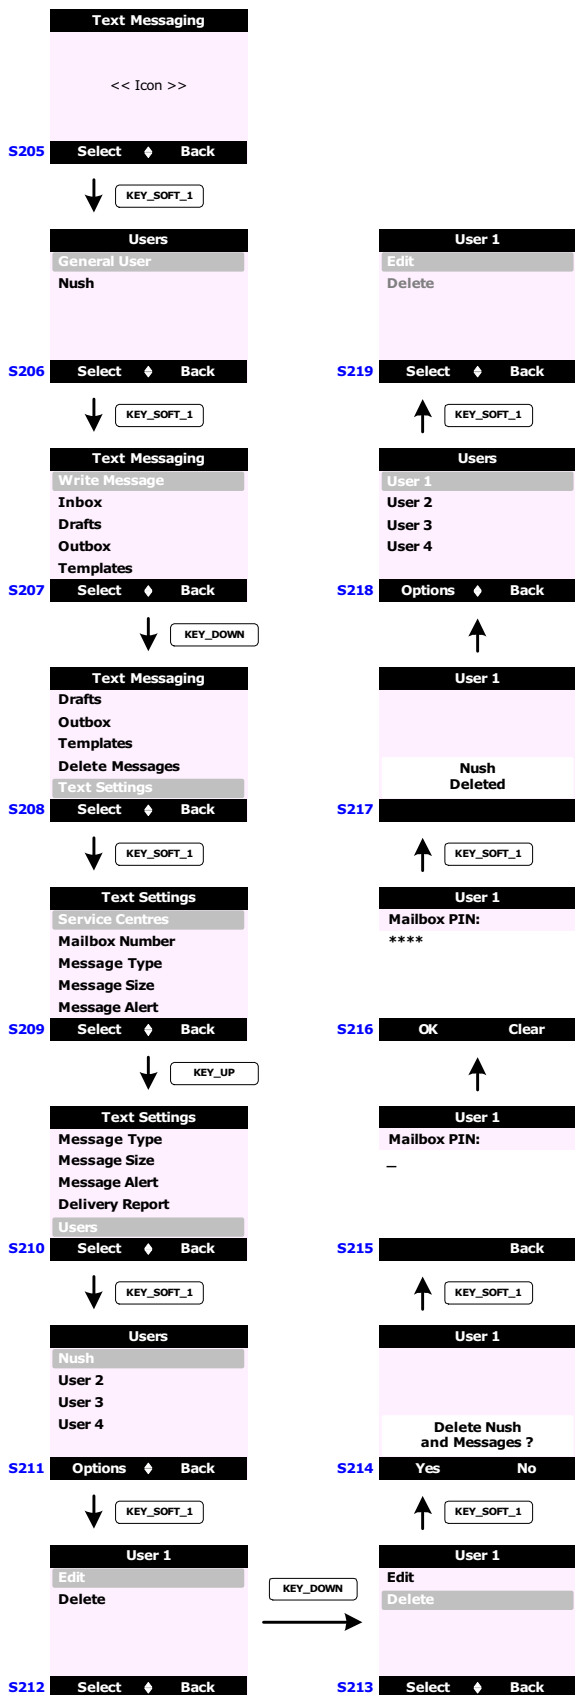 Text Messaging
<< Icon >>
S205 Select Back
KEY_SOFT_1
Users
General User
Nush
S206 Select Back
KEY_SOFT_1
Text Messaging
Write Message
Inbox
Drafts
Outbox
Templates
S207 Select Back
KEY_DOWN
Text Messaging
Drafts
Outbox
Templates
Delete Messages
Text Settings
S208 Select Back
KEY_SOFT_1
Text Settings
Service Centres
Mailbox Number
Message Type
Message Size
Message Alert
S209 Select Back
KEY_UP
Text Settings
Message Type
Message Size
Message Alert
Delivery Report
Users
S210 Select Back
KEY_SOFT_1
Users
Nush
User 2
User 3
User 4
S211 Options Back
KEY_SOFT_1
User 1
Edit
Delete
S212 Select Back
KEY_DOWN
User 1
Edit
Delete
S213 Select Back
KEY_SOFT_1
User 1
Delete Nush
and Messages ?
S214 Yes No
KEY_SOFT_1
User 1
Mailbox PIN:
_
S215 Back
User 1
Mailbox PIN:
****
S216 OK Clear
KEY_SOFT_1
User 1
Nush
Deleted
S217
Users
User 1
User 2
User 3
User 4
S218 Options Back
KEY_SOFT_1
User 1
Edit
Delete
S219 Select Back